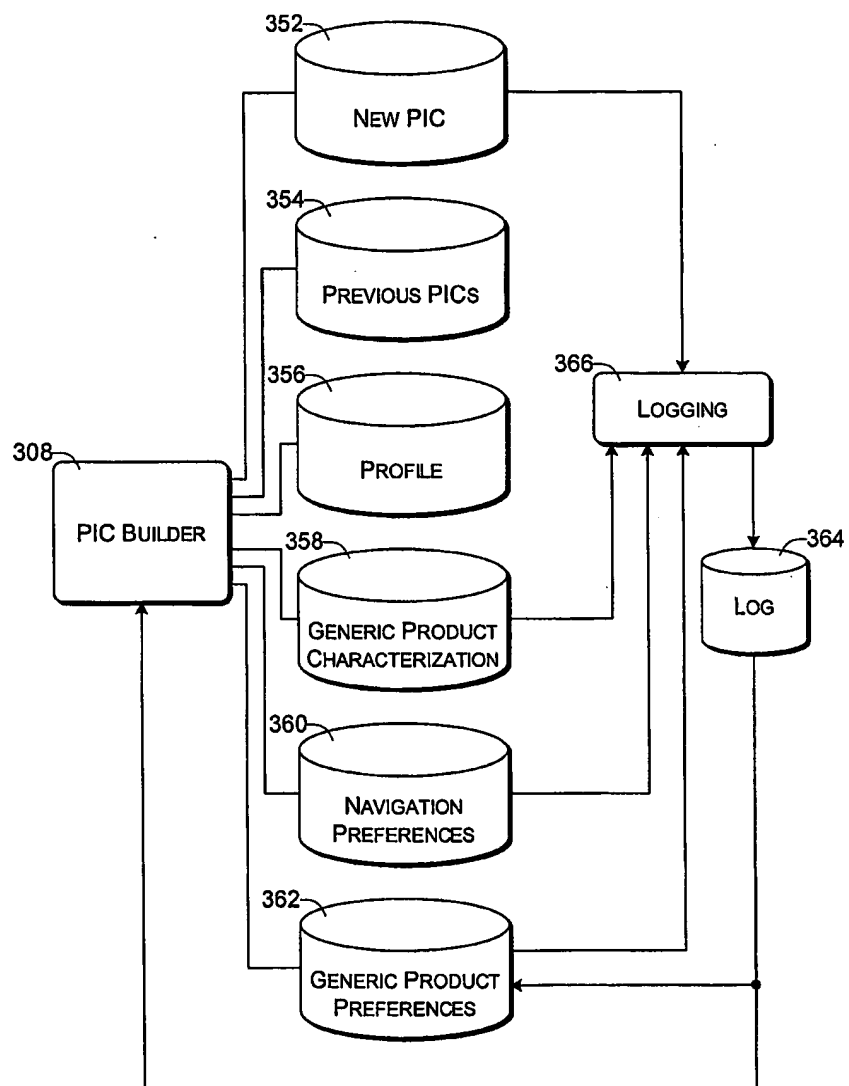 352
NEW PIC
354
PREVIOUS PICS
356
PROFILE
366
LOGGING
308
PIC BUILDER
358
GENERIC PRODUCT
CHARACTERIZATION
364
LOG
360
NAVIGATION
PREFERENCES
362
GENERIC PRODUCT
PREFERENCES